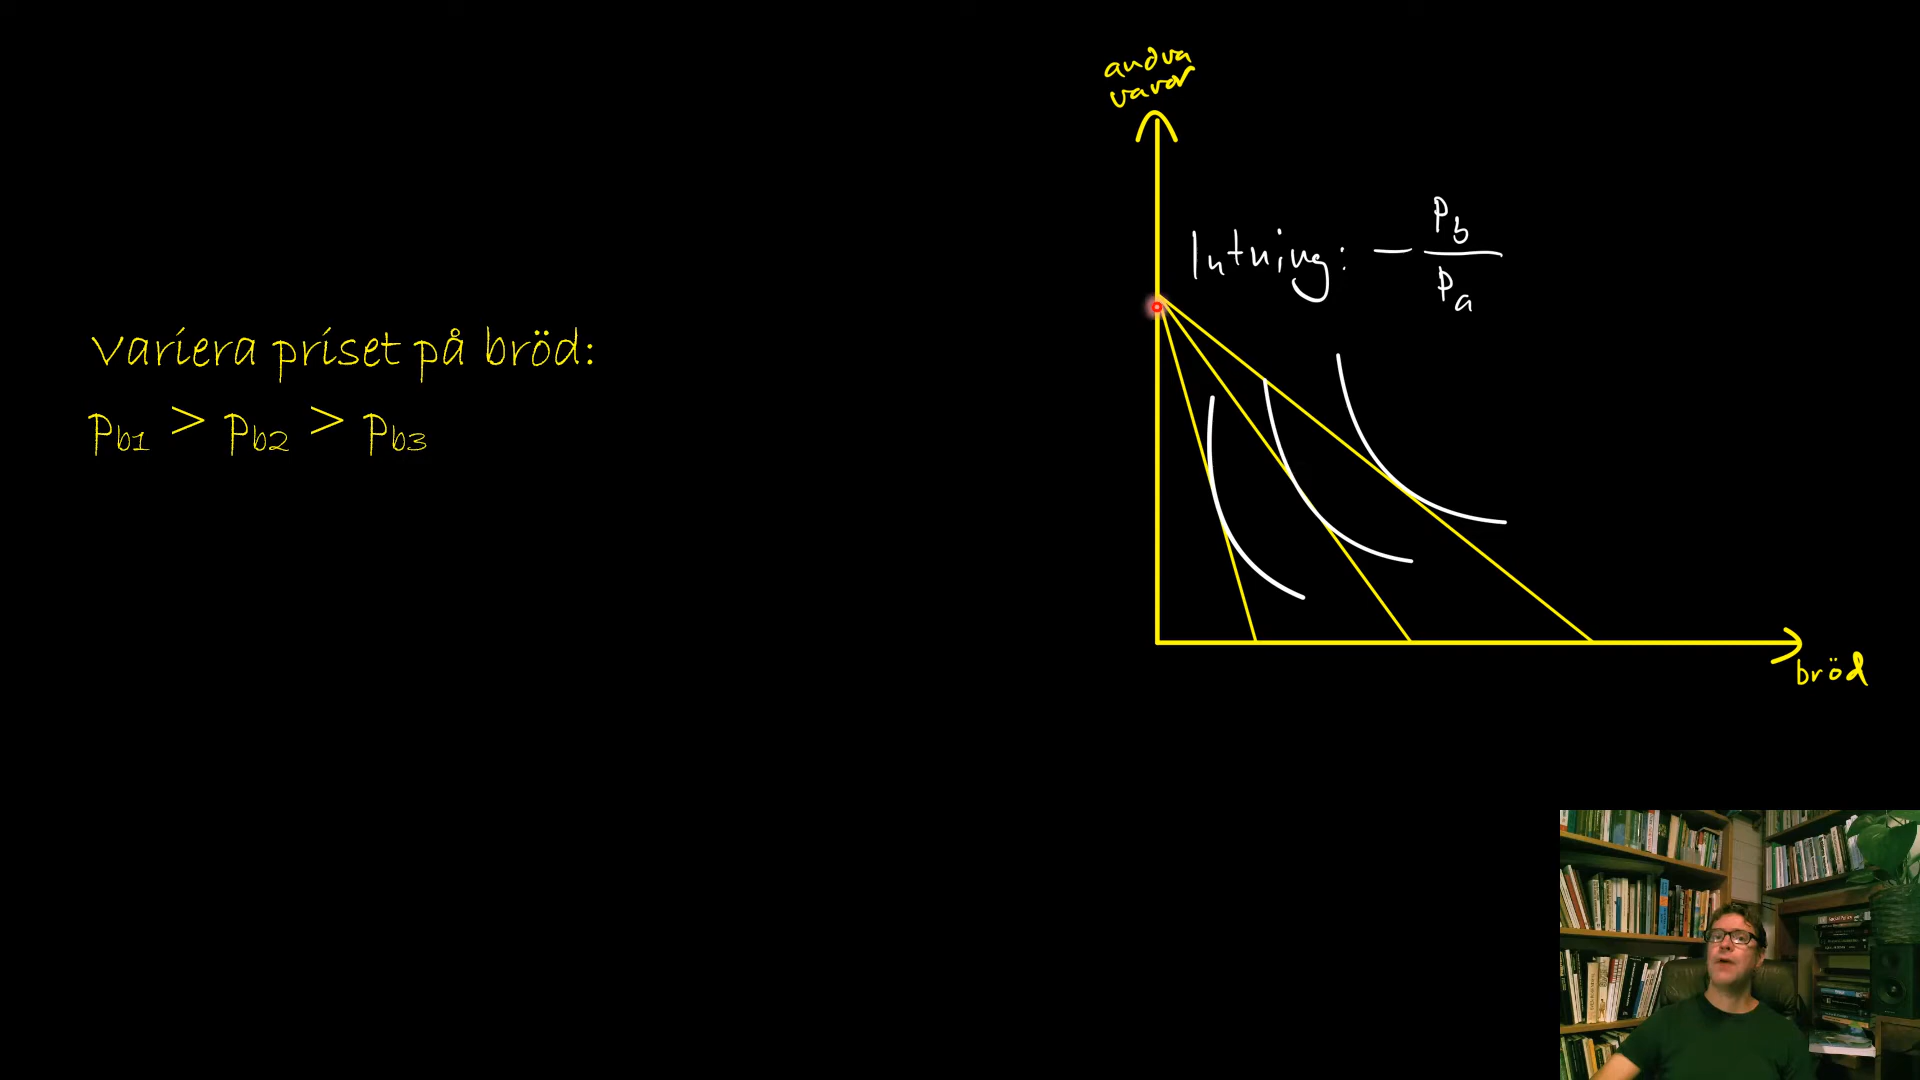 Variera priset på bröd:
pb1 > pb2 > pb3
andra
varor
Lutning: - Pb
Pa
bröd